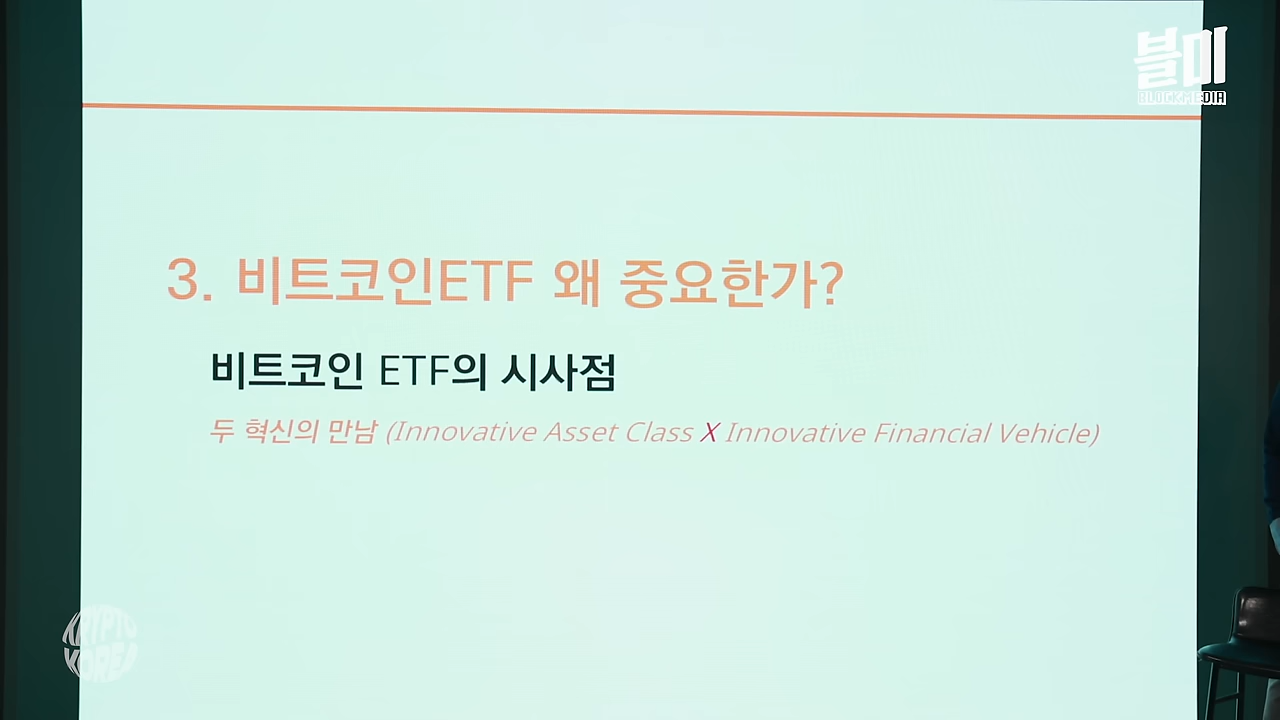 블미
BLOCKMEDIA
3. 비트코인ETF 왜 중요한가?
비트코인 ETF의 시사점
두 혁신의 만남 (Innovative Asset Class X Innovative Financial Vehicle)
KRYPTO
KOREA